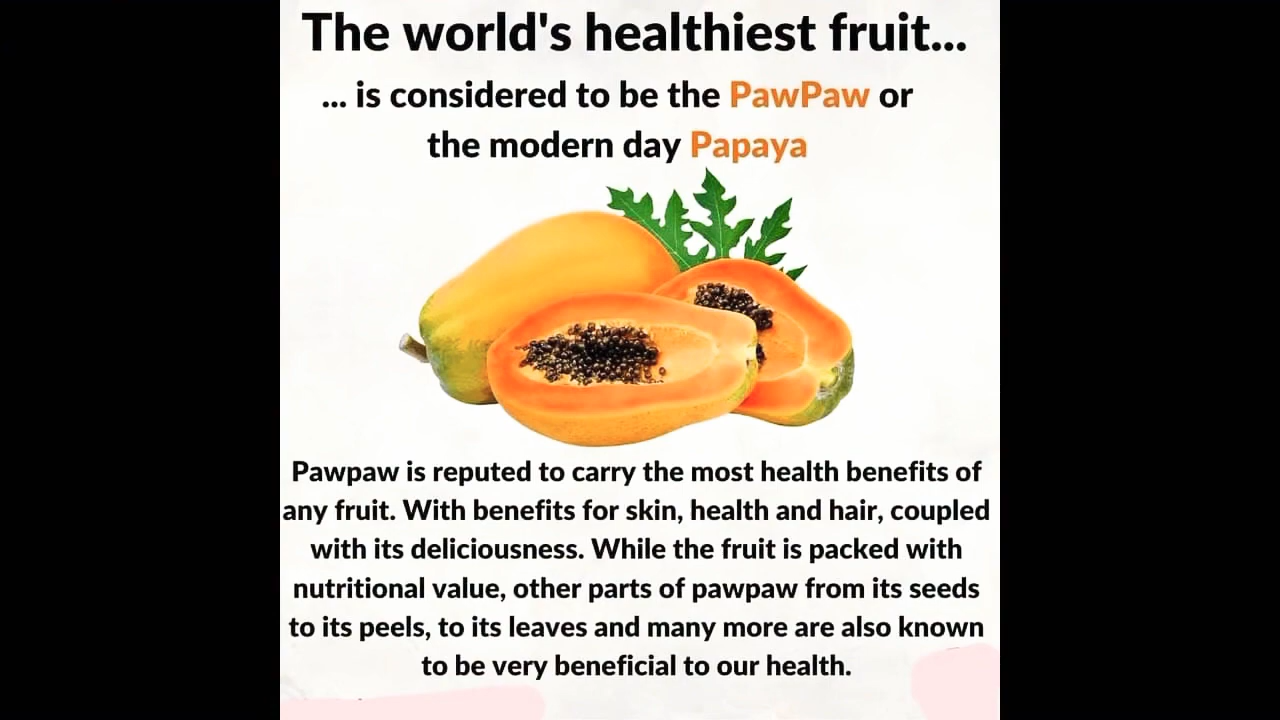 The world's healthiest fruit...
... is considered to be the PawPaw or
the modern day Papaya
Pawpaw is reputed to carry the most health benefits of
any fruit. With benefits for skin, health and hair, coupled
with its deliciousness. While the fruit is packed with
nutritional value, other parts of pawpaw from its seeds
to its peels, to its leaves and many more are also known
to be very beneficial to our health.